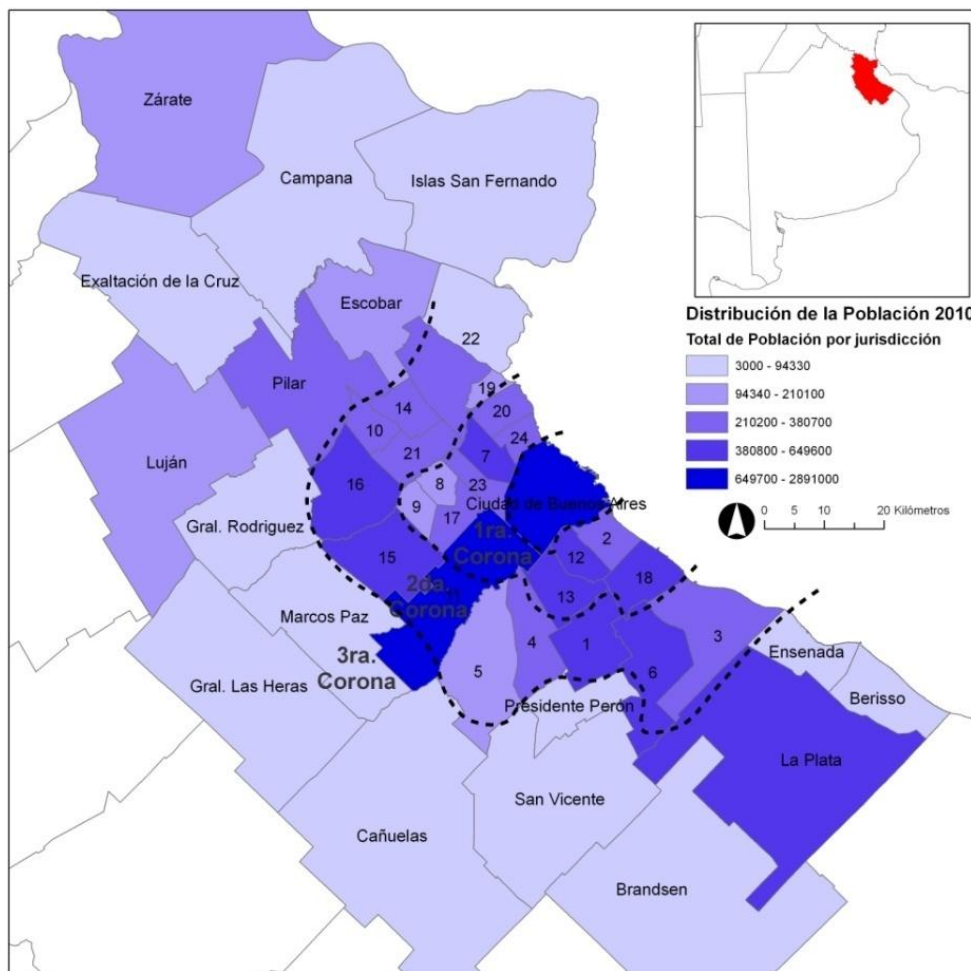 Zárate
Campana
Islas San Fernando
Exaltación de la Cruz
Escobar
22
Pilar
19
14
20
10
24
21
7
Luján
16
8
23
9
Ciudad de Buenos Aires
17
Gral. Rodriguez
1ra.
Corona
2
15
12
18
2da.
Corona
13
Marcos Paz
3ra.
Corona
4
1
3
5
Ensenada
Gral. Las Heras
6
Berisso
Presidente Perón
La Plata
San Vicente
Cañuelas
Brandsen
Distribución de la Población 2010
Total de Población por jurisdicción
3000 - 94330
94340 - 210100
210200 - 380700
380800 - 649600
649700 - 2891000
0 5 10 20 Kilómetros